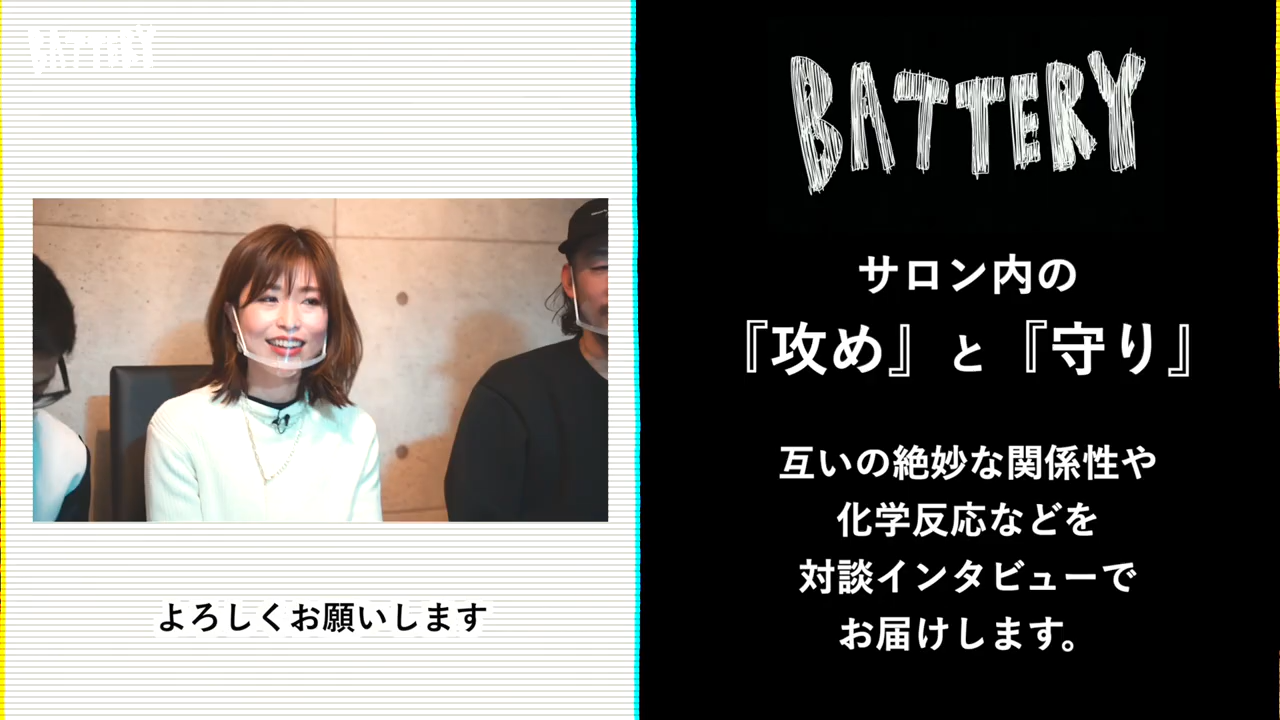 BATTERY
よろしくお願いします
BATTERY
サロン内の
『攻め』と『守り』
互いの絶妙な関係性や
化学反応などを
対談インタビューで
お届けします。